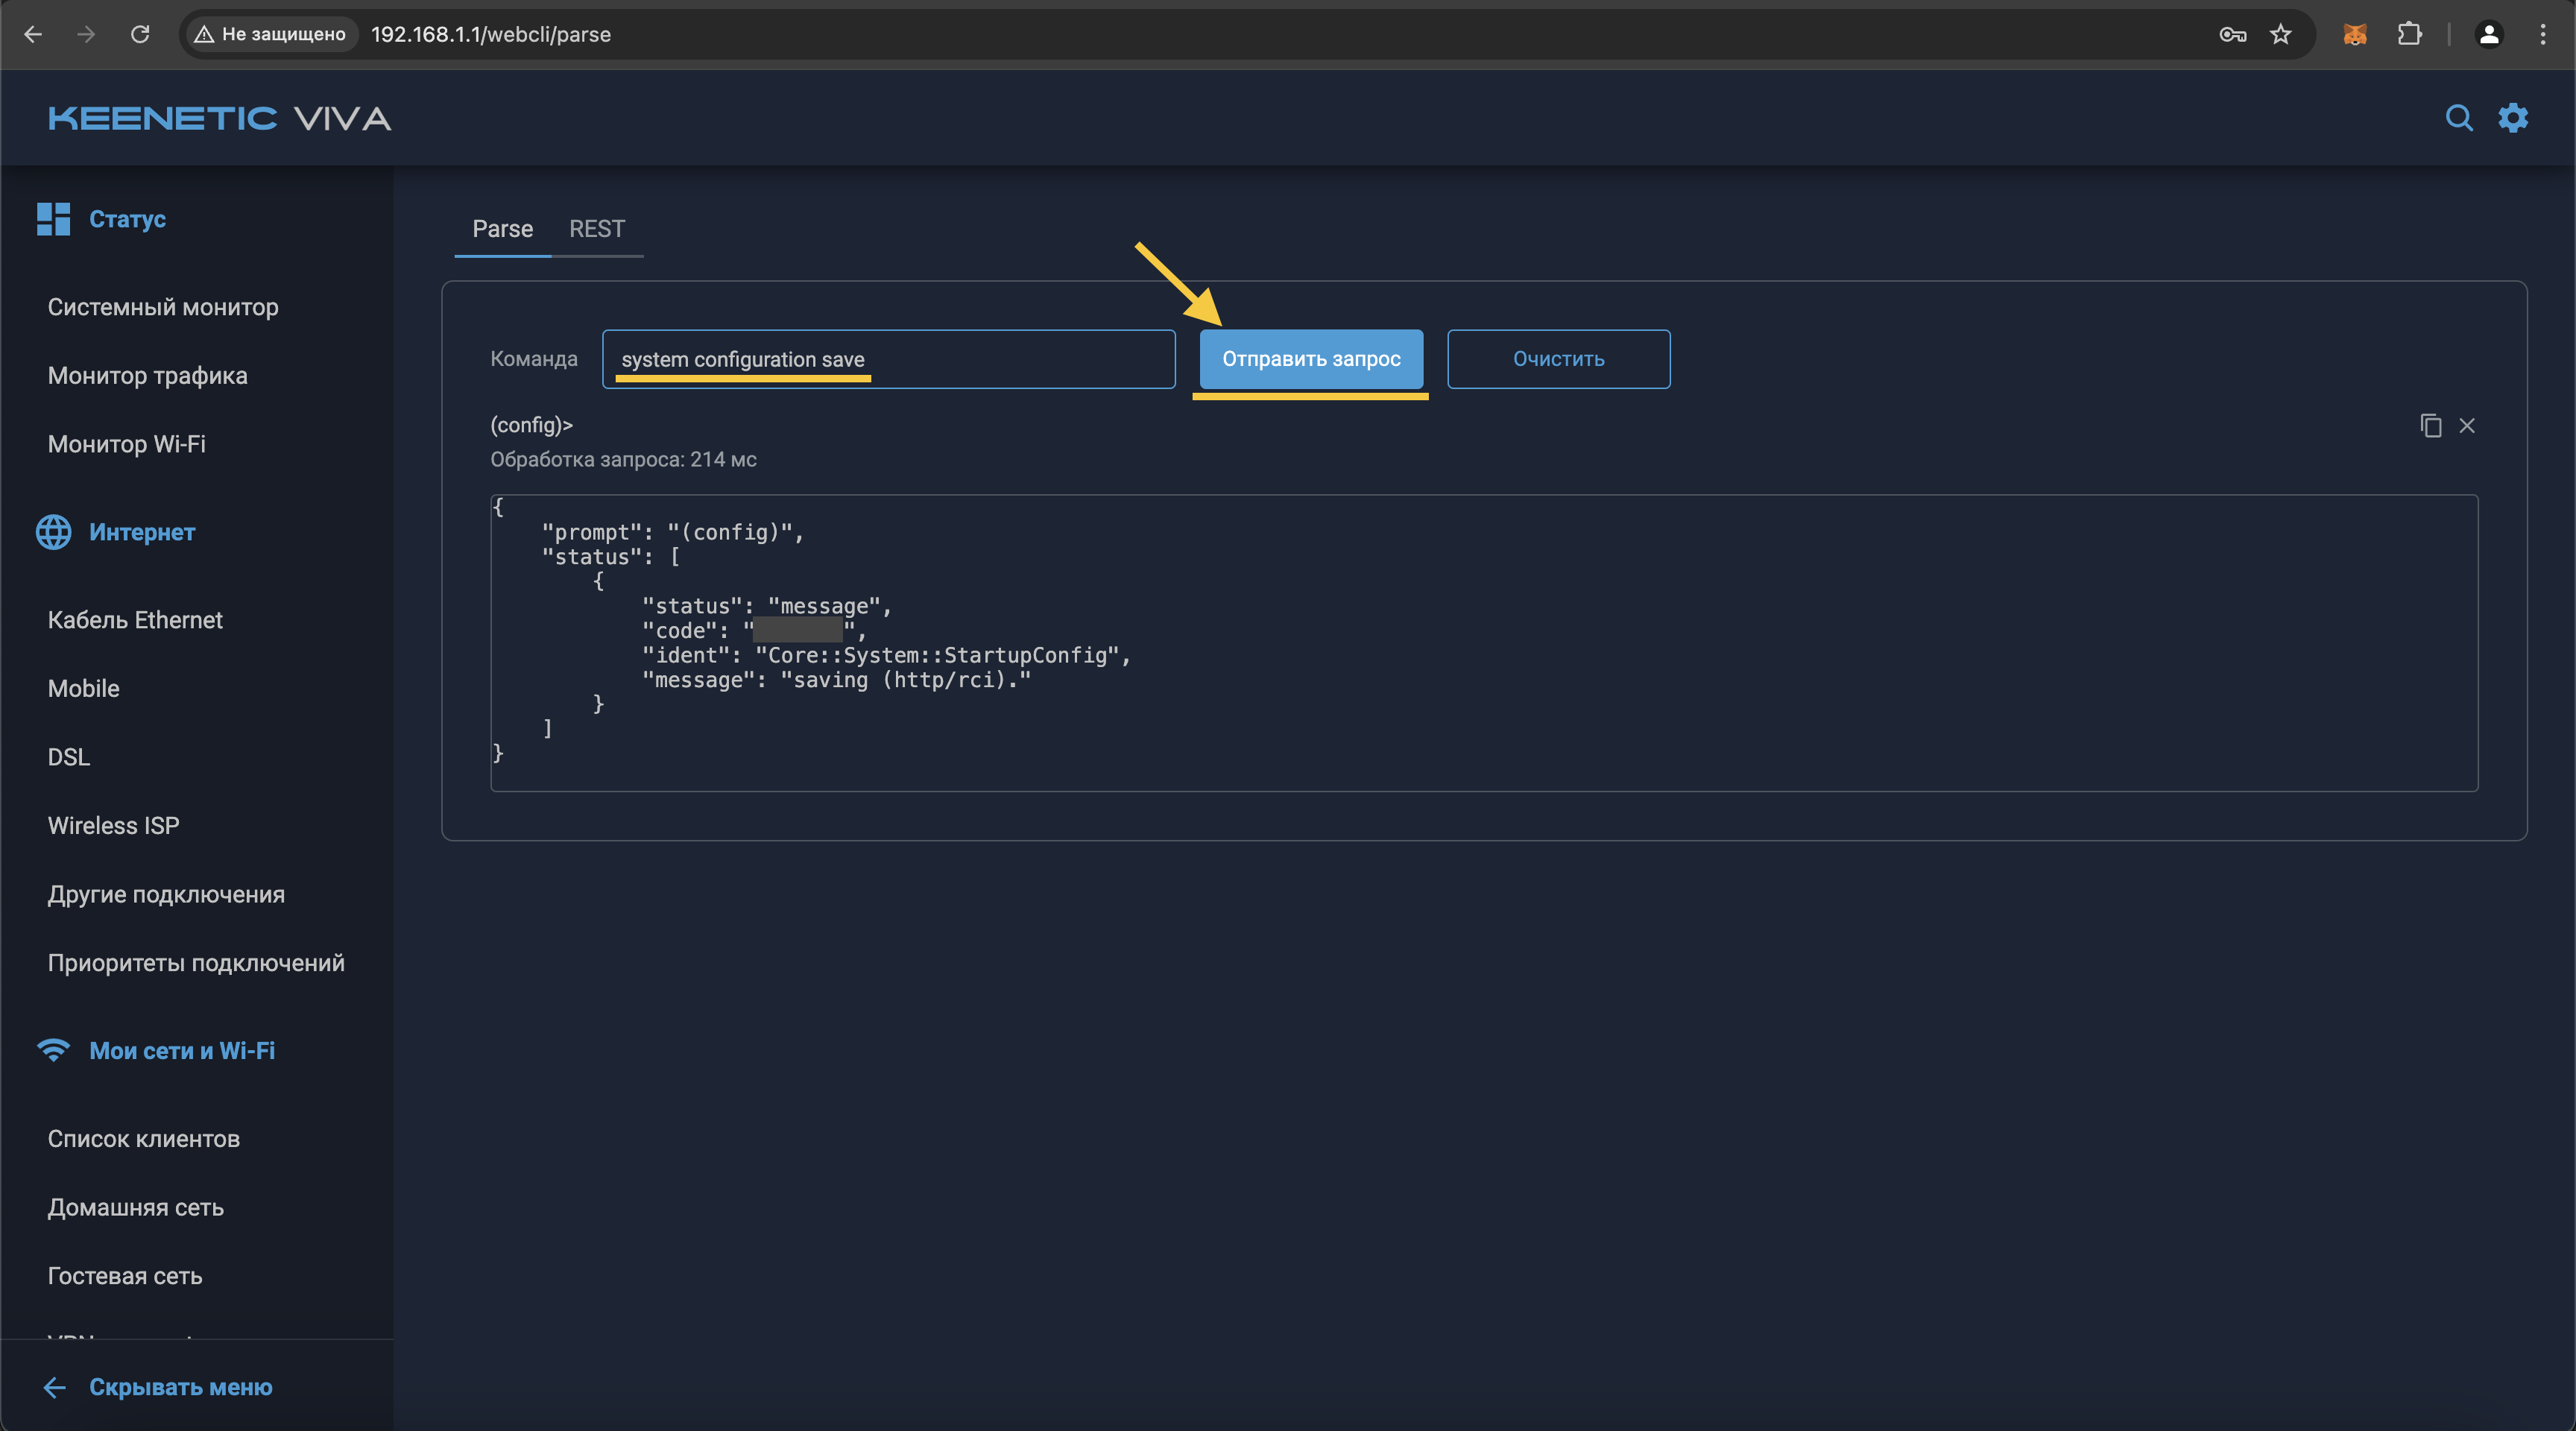 Не защищено
192.168.1.1/webcli/parse
KEENETIC VIVA
Статус
Системный монитор
Монитор трафика
Монитор Wi-Fi
Интернет
Кабель Ethernet
Mobile
DSL
Wireless ISP
Другие подключения
Приоритеты подключений
Мои сети и Wi-Fi
Список клиентов
Домашняя сеть
Гостевая сеть
Скрывать меню
Parse REST
Команда system configuration save Отправить запрос Очистить
(config)>
Обработка запроса: 214 мс
{
"prompt": "(config)",
"status": [
{
"status": "message",
"code": "",
"ident": "Core::System::StartupConfig",
"message": "saving (http/rci)."
}
]
}